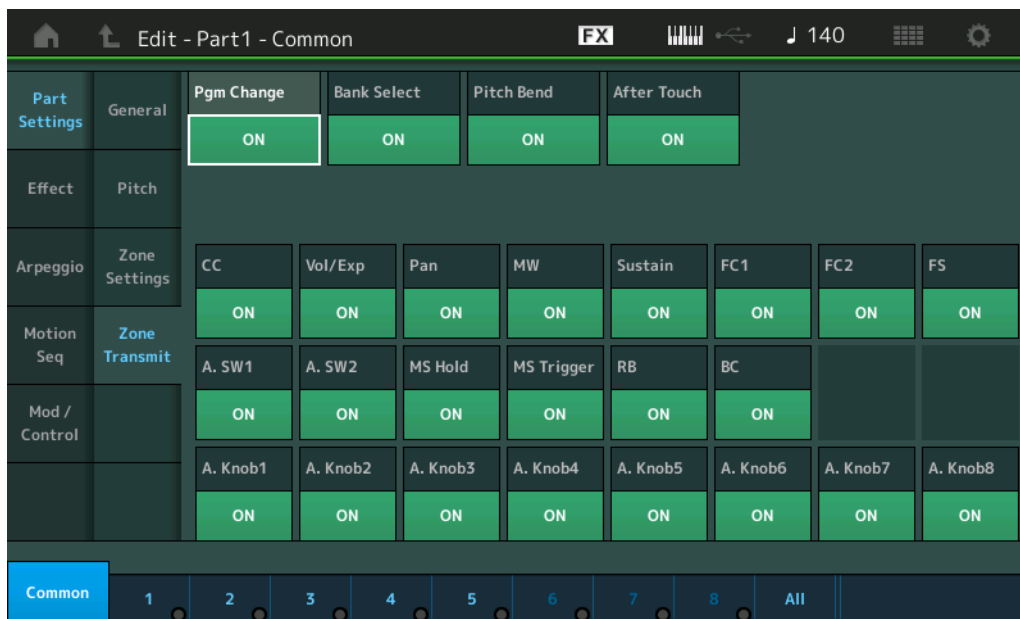 Edit - Part1 - Common FX ♩ 140
Part Settings
General
Effect
Pitch
Arpeggio
Zone Settings
Motion Seq
Zone Transmit
Mod / Control
Pgm Change Bank Select Pitch Bend After Touch
ON ON ON ON
CC Vol/Exp Pan MW Sustain FC1 FC2 FS
ON ON ON ON ON ON ON ON
A. SW1 A. SW2 MS Hold MS Trigger RB BC
ON ON ON ON ON ON
A. Knob1 A. Knob2 A. Knob3 A. Knob4 A. Knob5 A. Knob6 A. Knob7 A. Knob8
ON ON ON ON ON ON ON ON
Common 1 2 3 4 5 6 7 8 All